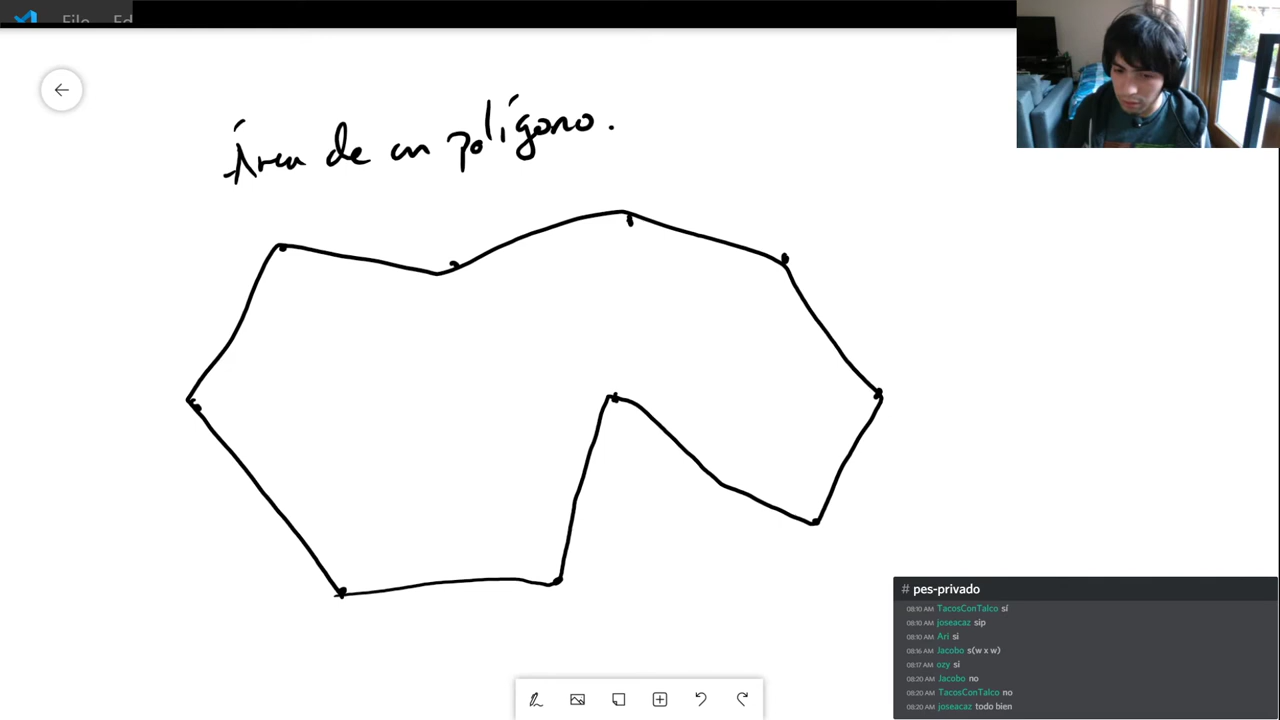 File Ed
Área de un polígono.
# pes-privado
08:10 AM TacosConTalco sí
08:10 AM joseacaz sip
08:10 AM Ari si
08:16 AM Jacobo s(w x w)
08:17 AM ozy si
08:20 AM Jacobo no
08:20 AM TacosConTalco no
08:20 AM joseacaz todo bien